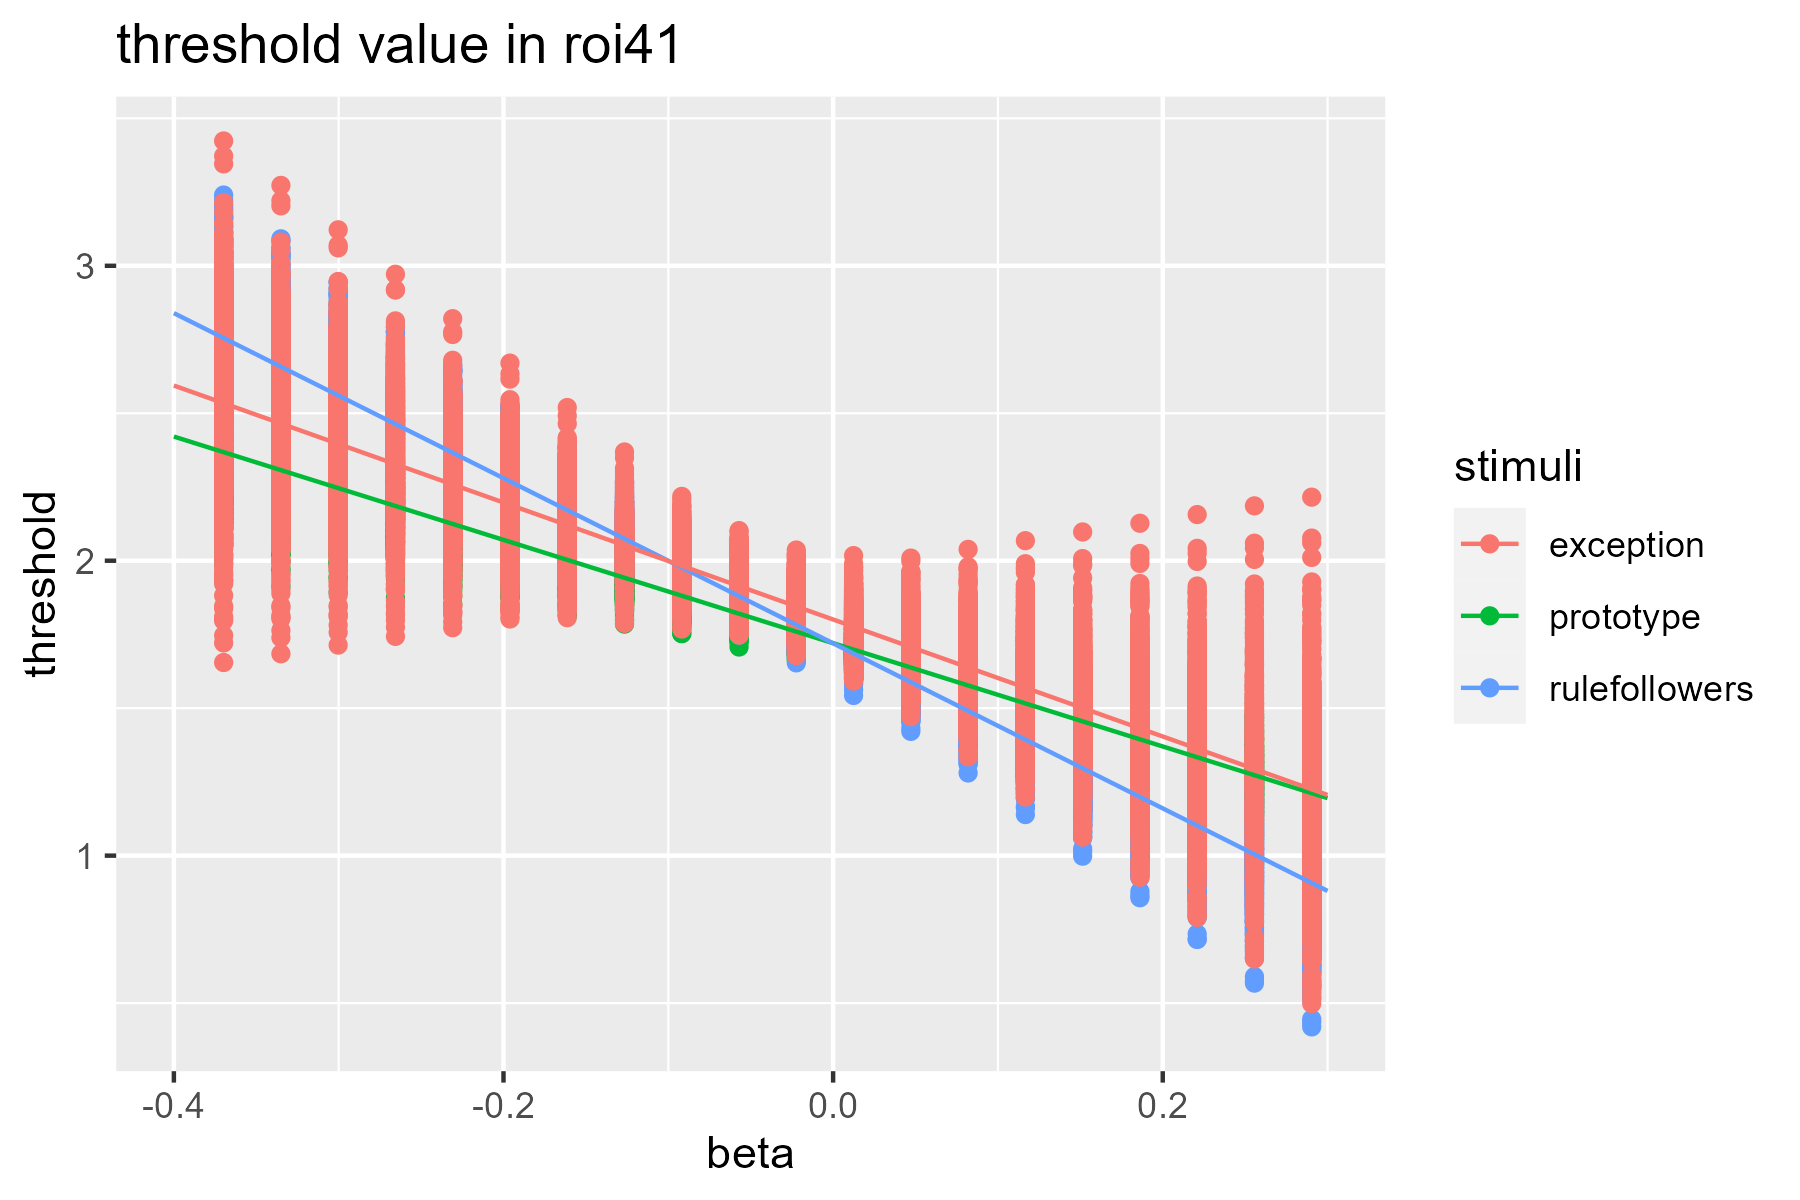 threshold value in roi41
threshold
3
2
1
-0.4
-0.2
0.0
0.2
beta
stimuli
exception
prototype
rulefollowers